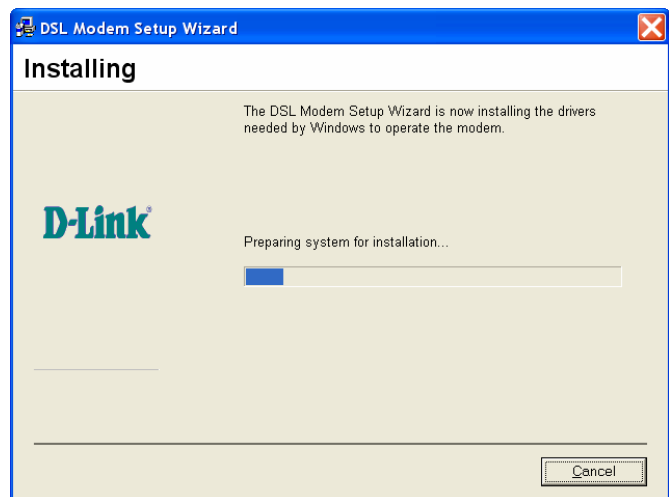 DSL Modem Setup Wizard
Installing
The DSL Modem Setup Wizard is now installing the drivers
needed by Windows to operate the modem.
D-Link®
Preparing system for installation...
Cancel